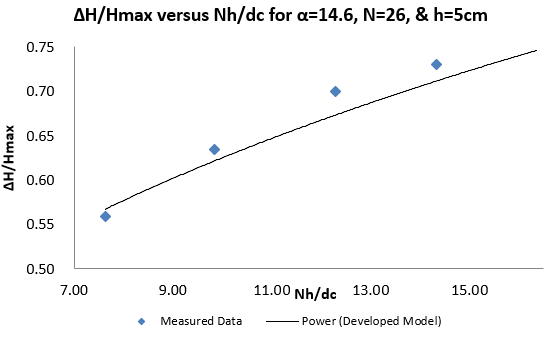 ΔH/Hmax versus Nh/dc for α=14.6, N=26, & h=5cm
0.75
0.70
0.65
0.60
0.55
0.50
ΔH/Hmax
7.00 9.00 11.00 13.00 15.00
Nh/dc
Measured Data Power (Developed Model)